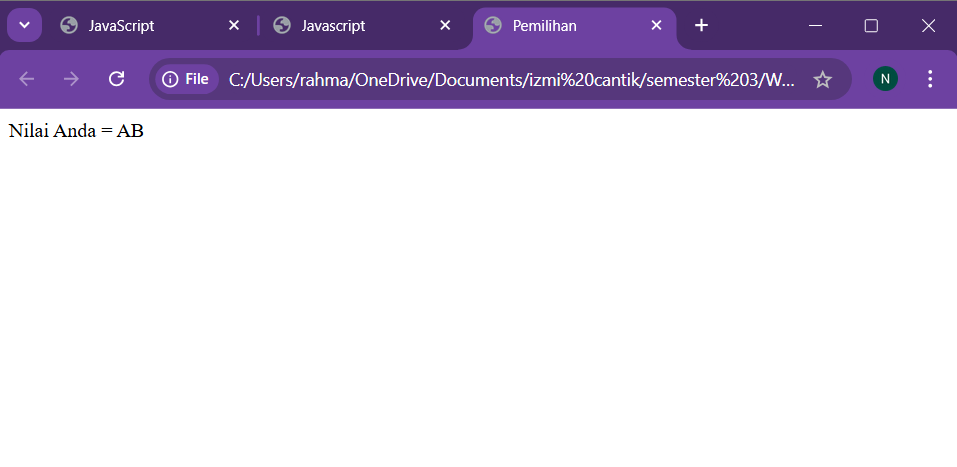 JavaScript
Javascript
Pemilihan
File
C:/Users/rahma/OneDrive/Documents/izmi%20cantik/semester%203/W...
N
Nilai Anda = AB